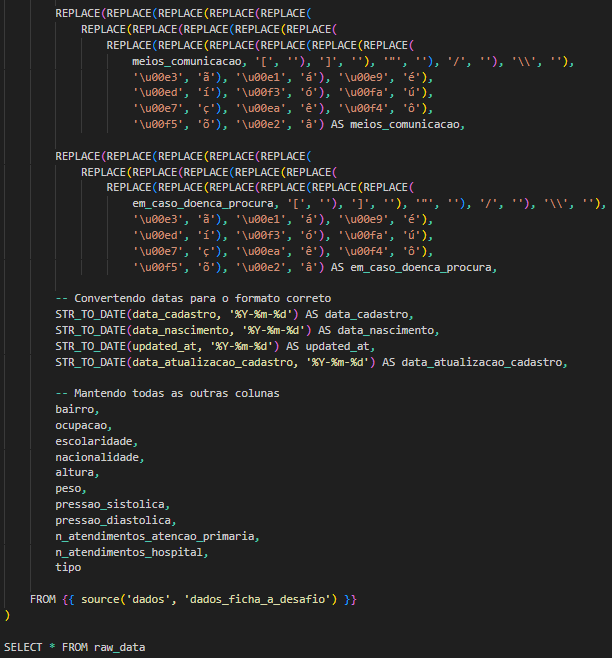 REPLACE(REPLACE(REPLACE(REPLACE(REPLACE(
REPLACE(REPLACE(REPLACE(REPLACE(REPLACE(
REPLACE(REPLACE(REPLACE(REPLACE(REPLACE(REPLACE(
meios_comunicacao, '[', ''), ']', ''), '"', ''), '/', ''), '\\', ''),
'\u00e3', 'ã'), '\u00e1', 'á'), '\u00e9', 'é'),
'\u00ed', 'í'), '\u00f3', 'ó'), '\u00fa', 'ú'),
'\u00e7', 'ç'), '\u00ea', 'ê'), '\u00f4', 'ô'),
'\u00f5', 'õ'), '\u00e2', 'â') AS meios_comunicacao,
REPLACE(REPLACE(REPLACE(REPLACE(REPLACE(
REPLACE(REPLACE(REPLACE(REPLACE(REPLACE(
REPLACE(REPLACE(REPLACE(REPLACE(REPLACE(REPLACE(
em_caso_doenca_procura, '[', ''), ']', ''), '"', ''), '/', ''), '\\', ''),
'\u00e3', 'ã'), '\u00e1', 'á'), '\u00e9', 'é'),
'\u00ed', 'í'), '\u00f3', 'ó'), '\u00fa', 'ú'),
'\u00e7', 'ç'), '\u00ea', 'ê'), '\u00f4', 'ô'),
'\u00f5', 'õ'), '\u00e2', 'â') AS em_caso_doenca_procura,
-- Convertendo datas para o formato correto
STR_TO_DATE(data_cadastro, '%Y-%m-%d') AS data_cadastro,
STR_TO_DATE(data_nascimento, '%Y-%m-%d') AS data_nascimento,
STR_TO_DATE(updated_at, '%Y-%m-%d') AS updated_at,
STR_TO_DATE(data_atualizacao_cadastro, '%Y-%m-%d') AS data_atualizacao_cadastro,
-- Mantendo todas as outras colunas
bairro,
ocupacao,
escolaridade,
nacionalidade,
altura,
peso,
pressao_sistolica,
pressao_diastolica,
n_atendimentos_atencao_primaria,
n_atendimentos_hospital,
tipo
FROM {{ source('dados', 'dados_ficha_a_desafio') }}
)
SELECT * FROM raw_data